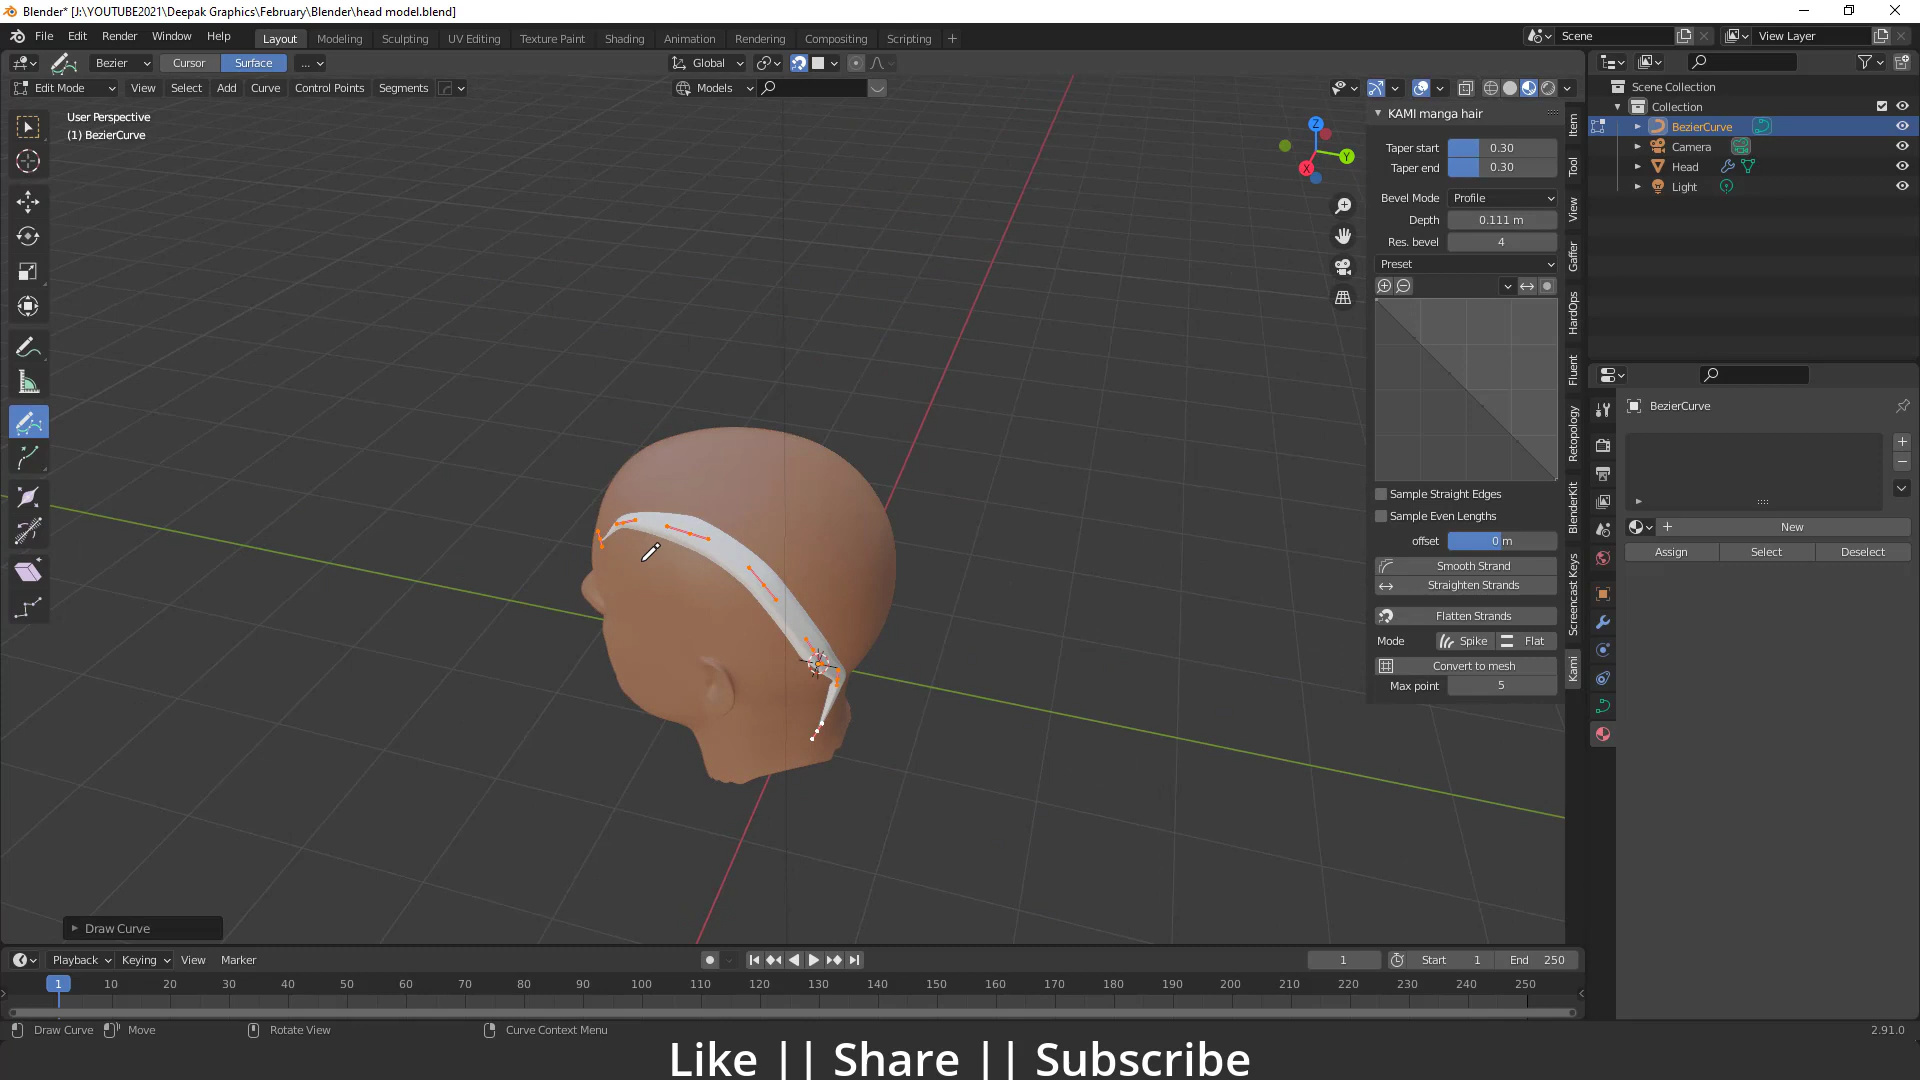 Blender* [J:\YOUTUBE2021\Deepak Graphics\February\Blender\head model.blend]
File Edit Render Window Help Layout Modeling Sculpting UV Editing Texture Paint Shading Animation Rendering Compositing Scripting Scene View Layer
Bezier Cursor Surface ... Global
Edit Mode View Select Add Curve Control Points Segments Models
User Perspective
(1) BezierCurve
Scene Collection
Collection
BezierCurve
Camera
Head
Light
Z
Y
X
KAMI manga hair
Taper start 0.30
Taper end 0.30
Bevel Mode Profile
Depth 0.111 m
Res. bevel 4
Preset
Sample Straight Edges
Sample Even Lengths
offset 0 m
Smooth Strand
Straighten Strands
Flatten Strands
Mode Spike Flat
Convert to mesh
Max point 5
Item
Tool
View
Gaffer
HardOps
Fluent
Retopology
BlenderKit
Screencast Keys
Kami
BezierCurve
New
Assign Select Deselect
Draw Curve
Playback Keying View Marker 1 Start 1 End 250
1 10 20 30 40 50 60 70 80 90 100 110 120 130 140 150 160 170 180 190 200 210 220 230 240 250
Draw Curve Move Rotate View Curve Context Menu 2.91.0
Like || Share || Subscribe